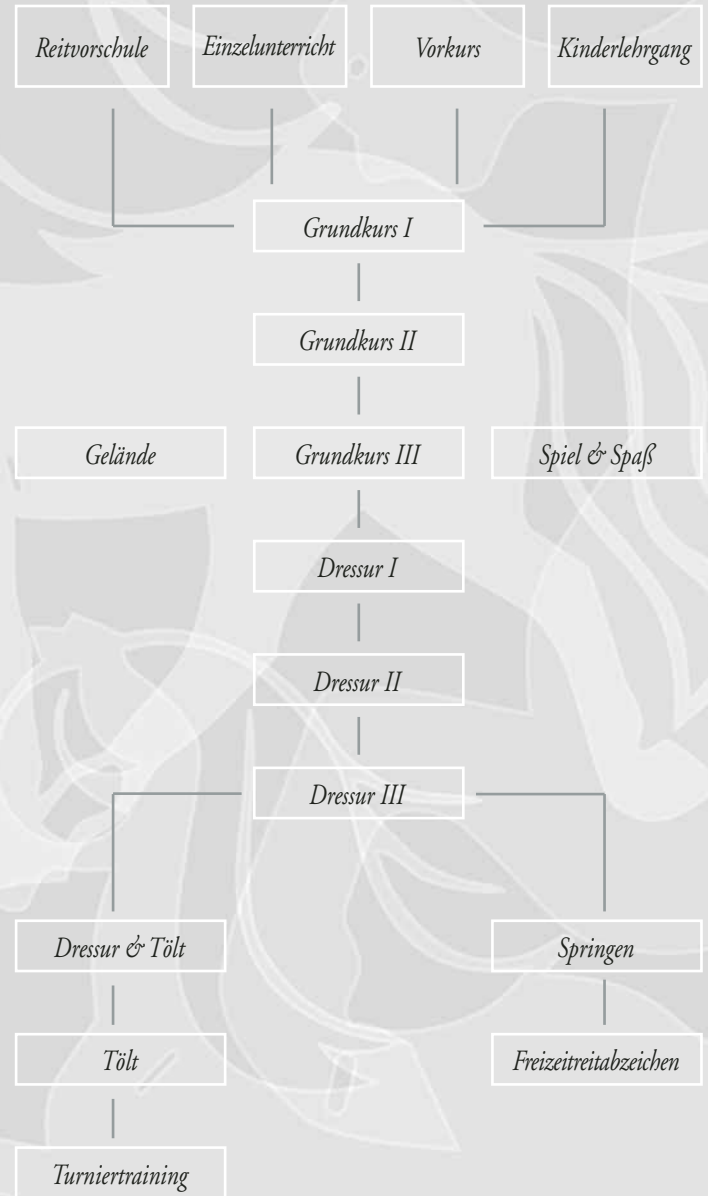 Reitvorschule
Einzelunterricht
Vorkurs
Kinderlehrgang
Grundkurs I
Grundkurs II
Gelände
Grundkurs III
Spiel & Spaß
Dressur I
Dressur II
Dressur III
Dressur & Tölt
Springen
Tölt
Freizeitreitabzeichen
Turniertraining